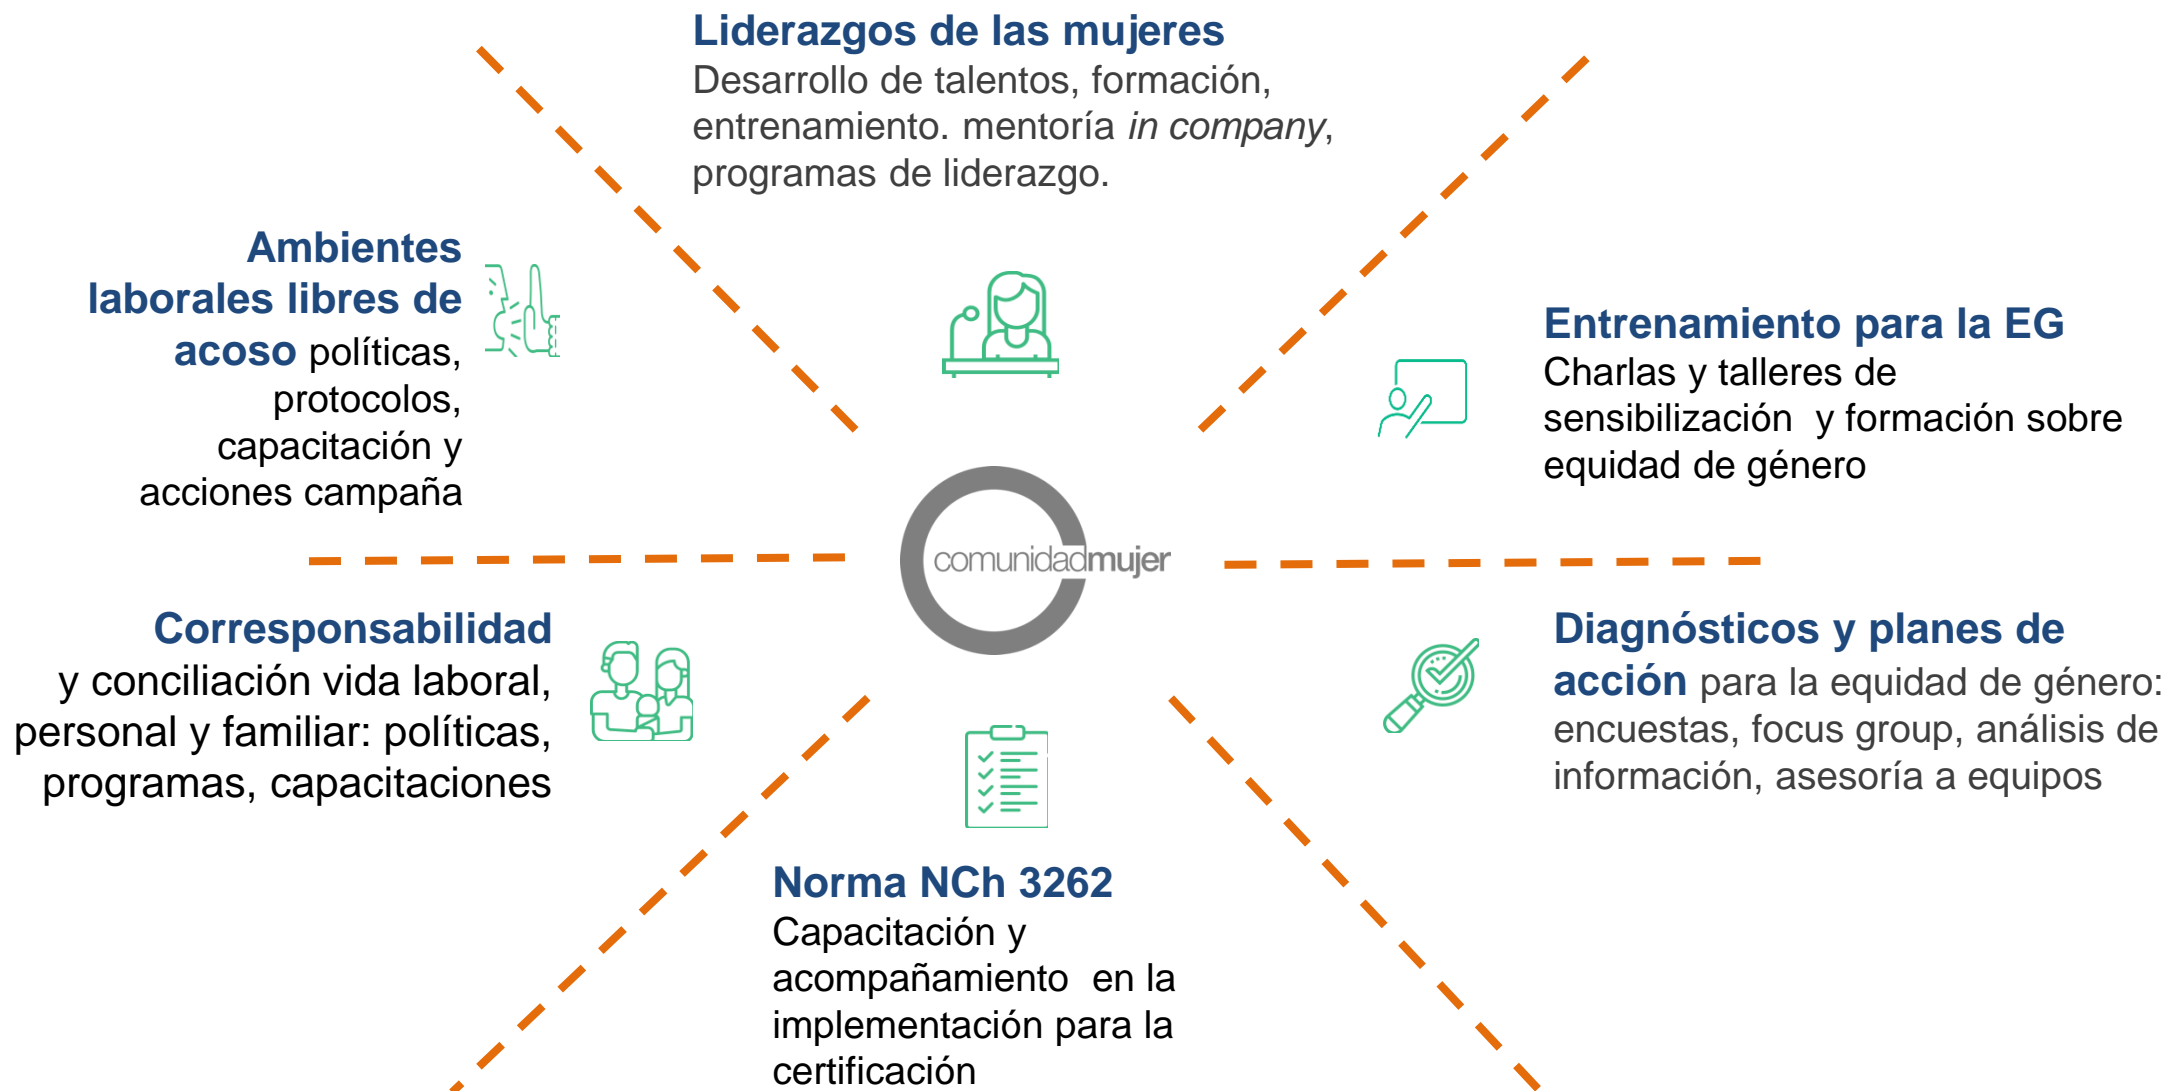 Liderazgos de las mujeres
Desarrollo de talentos, formación,
entrenamiento. mentoría in company,
programas de liderazgo.
Ambientes
laborales libres de
acoso políticas,
protocolos,
capacitación y
acciones campaña
Entrenamiento para la EG
Charlas y talleres de
sensibilización  y formación sobre
equidad de género
comunidadmujer
Corresponsabilidad
y conciliación vida laboral,
personal y familiar: políticas,
programas, capacitaciones
Diagnósticos y planes de
acción para la equidad de género:
encuestas, focus group, análisis de
información, asesoría a equipos
Norma NCh 3262
Capacitación y
acompañamiento  en la
implementación para la
certificación